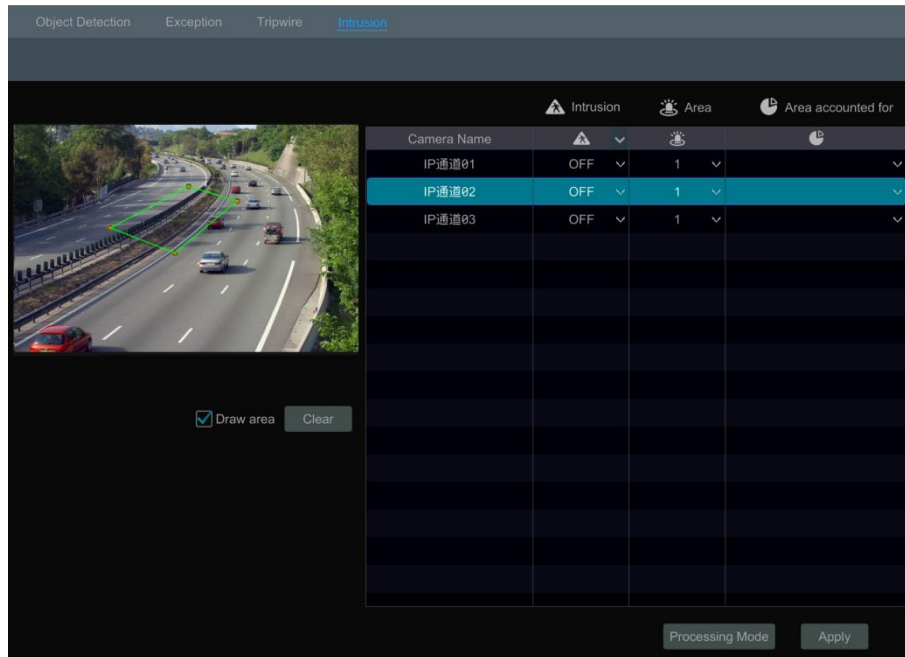 Object Detection Exception Tripwire Intrusion
Intrusion Area Area accounted for
Camera Name
IP通道01 OFF 1
IP通道02 OFF 1
IP通道03 OFF 1
Draw area Clear
Processing Mode Apply